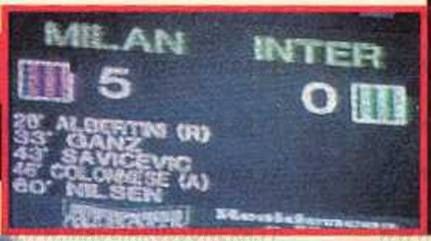 MILAN INTER
5 0
28' ALBERTINI (R)
33' GANZ
43' SAVICEVIC
46' COLONNESE (A)
60' NILSEN